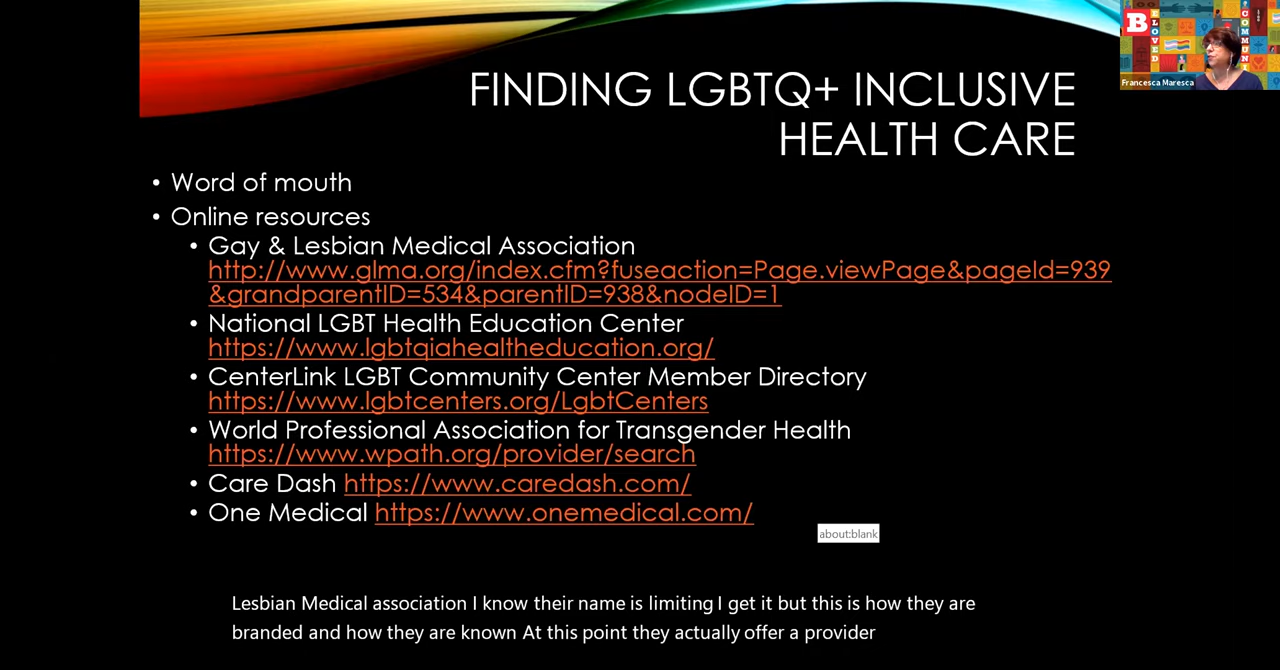 FINDING LGBTQ+ INCLUSIVE
HEALTH CARE
• Word of mouth
• Online resources
• Gay & Lesbian Medical Association
http://www.glma.org/index.cfm?fuseaction=Page.viewPage&pageId=939
&grandparentID=534&parentID=938&nodeID=1
• National LGBT Health Education Center
https://www.lgbtqiahealtheducation.org/
• CenterLink LGBT Community Center Member Directory
https://www.lgbtcenters.org/LgbtCenters
• World Professional Association for Transgender Health
https://www.wpath.org/provider/search
• Care Dash https://www.caredash.com/
• One Medical https://www.onemedical.com/
about:blank
Lesbian Medical association I know their name is limiting I get it but this is how they are
branded and how they are known At this point they actually offer a provider
B
ELOVED
Francesca Maresca